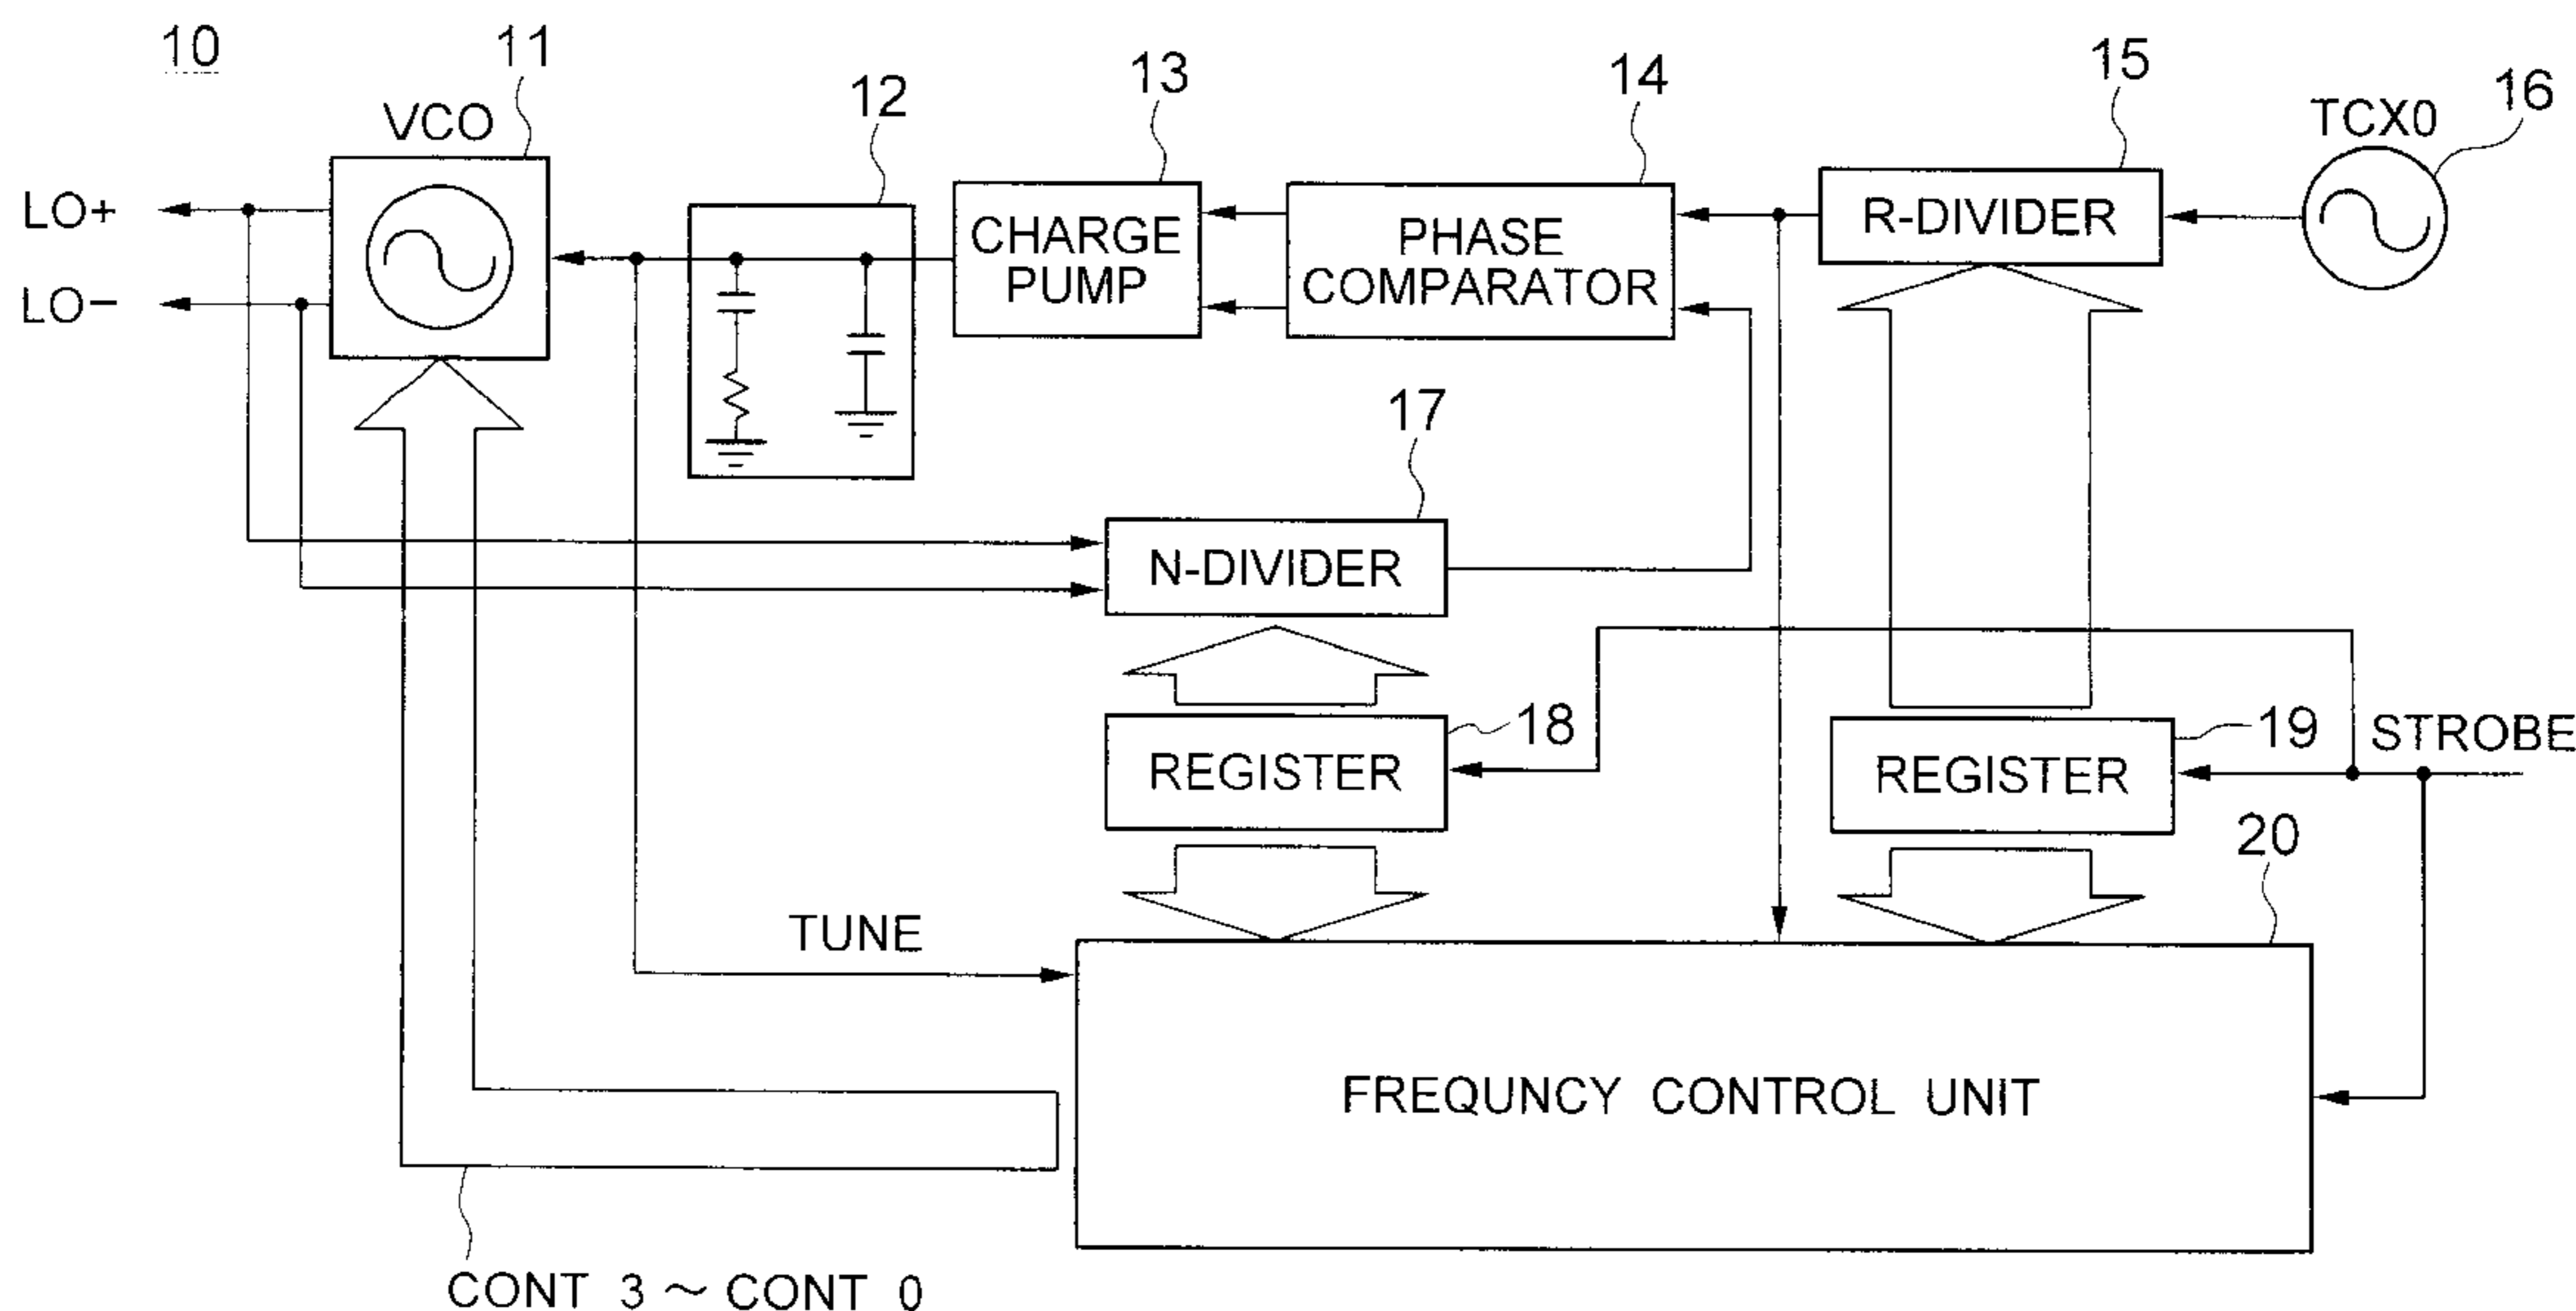 10
11
VCO
12
13
14
15
TCX0
16
LO+
LO−
CHARGE
PUMP
PHASE
COMPARATOR
R-DIVIDER
17
N-DIVIDER
18
REGISTER
19
REGISTER
STROBE
20
TUNE
FREQUNCY CONTROL UNIT
CONT 3 ~ CONT 0